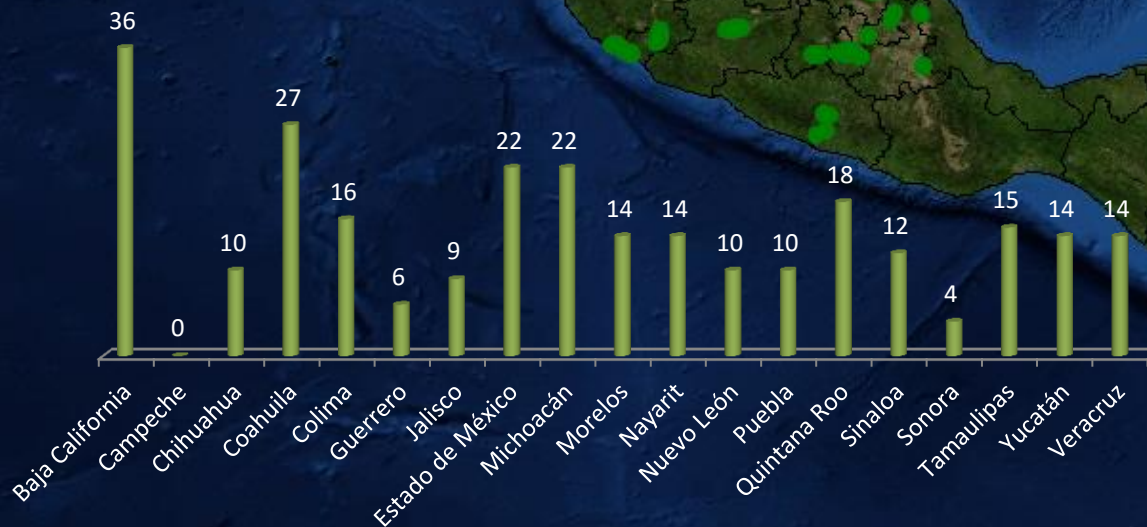 36
0
10
27
16
6
9
22
22
14
14
10
10
18
12
4
15
14
14
Baja California
Campeche
Chihuahua
Coahuila
Colima
Guerrero
Jalisco
Estado de México
Michoacán
Morelos
Nayarit
Nuevo León
Puebla
Quintana Roo
Sinaloa
Sonora
Tamaulipas
Yucatán
Veracruz